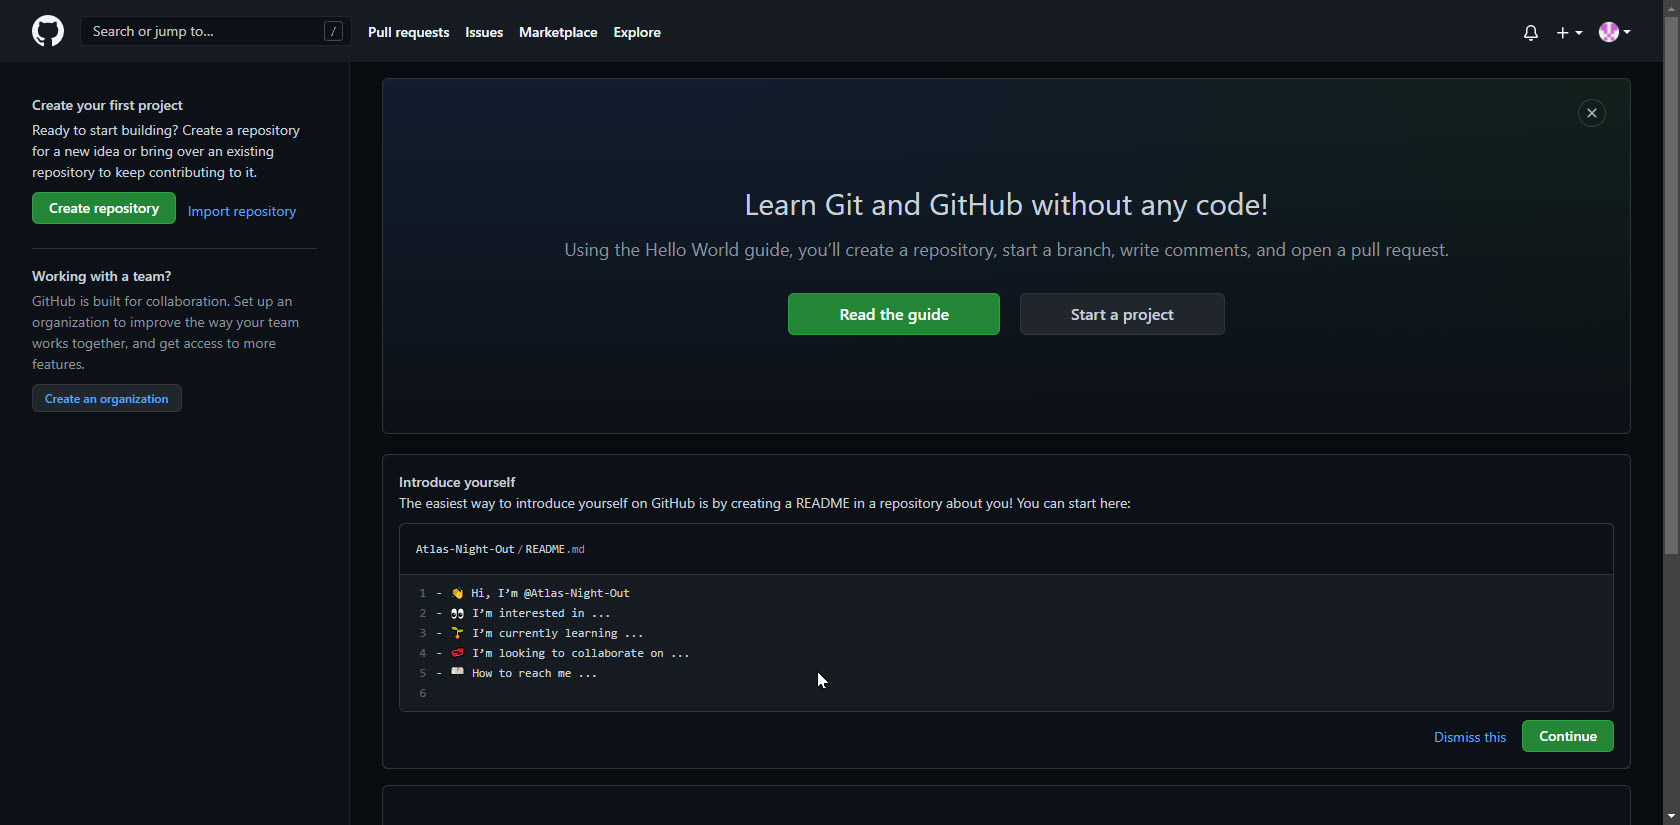 Search or jump to... /
Pull requests Issues Marketplace Explore
Create your first project
Ready to start building? Create a repository
for a new idea or bring over an existing
repository to keep contributing to it.
Create repository Import repository
Working with a team?
GitHub is built for collaboration. Set up an
organization to improve the way your team
works together, and get access to more
features.
Create an organization
Learn Git and GitHub without any code!
Using the Hello World guide, you’ll create a repository, start a branch, write comments, and open a pull request.
Read the guide Start a project
Introduce yourself
The easiest way to introduce yourself on GitHub is by creating a README in a repository about you! You can start here:
Atlas-Night-Out / README.md
1 - 👋 Hi, I’m @Atlas-Night-Out
2 - 👀 I’m interested in ...
3 - 🌱 I’m currently learning ...
4 - 💞️ I’m looking to collaborate on ...
5 - 📫 How to reach me ...
6
Dismiss this Continue